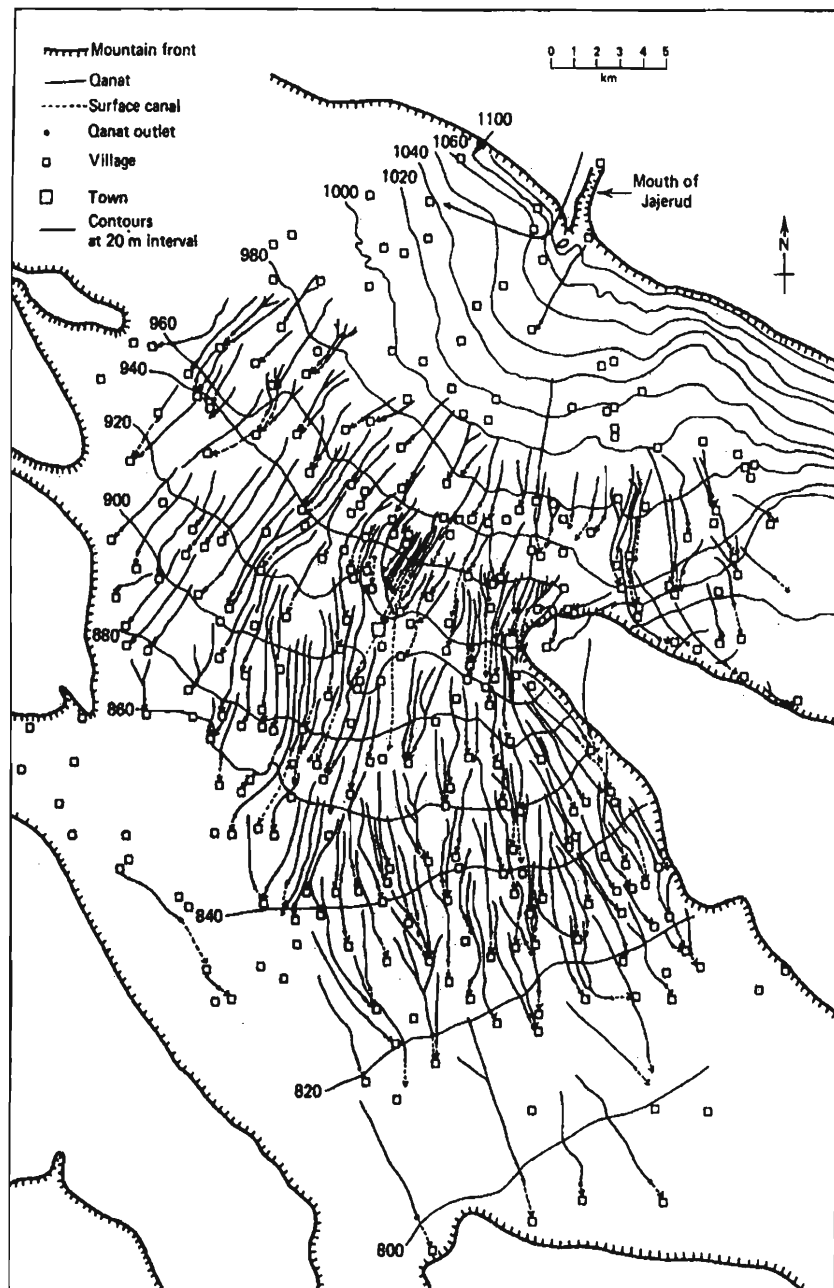 Mountain front
Qanat
Surface canal
Qanat outlet
Village
Town
Contours
at 20 m interval
0 1 2 3 4 5
km
1100
1060
1040
1020
1000
980
960
940
920
900
880
860
840
820
800
Mouth of
Jajerud
N